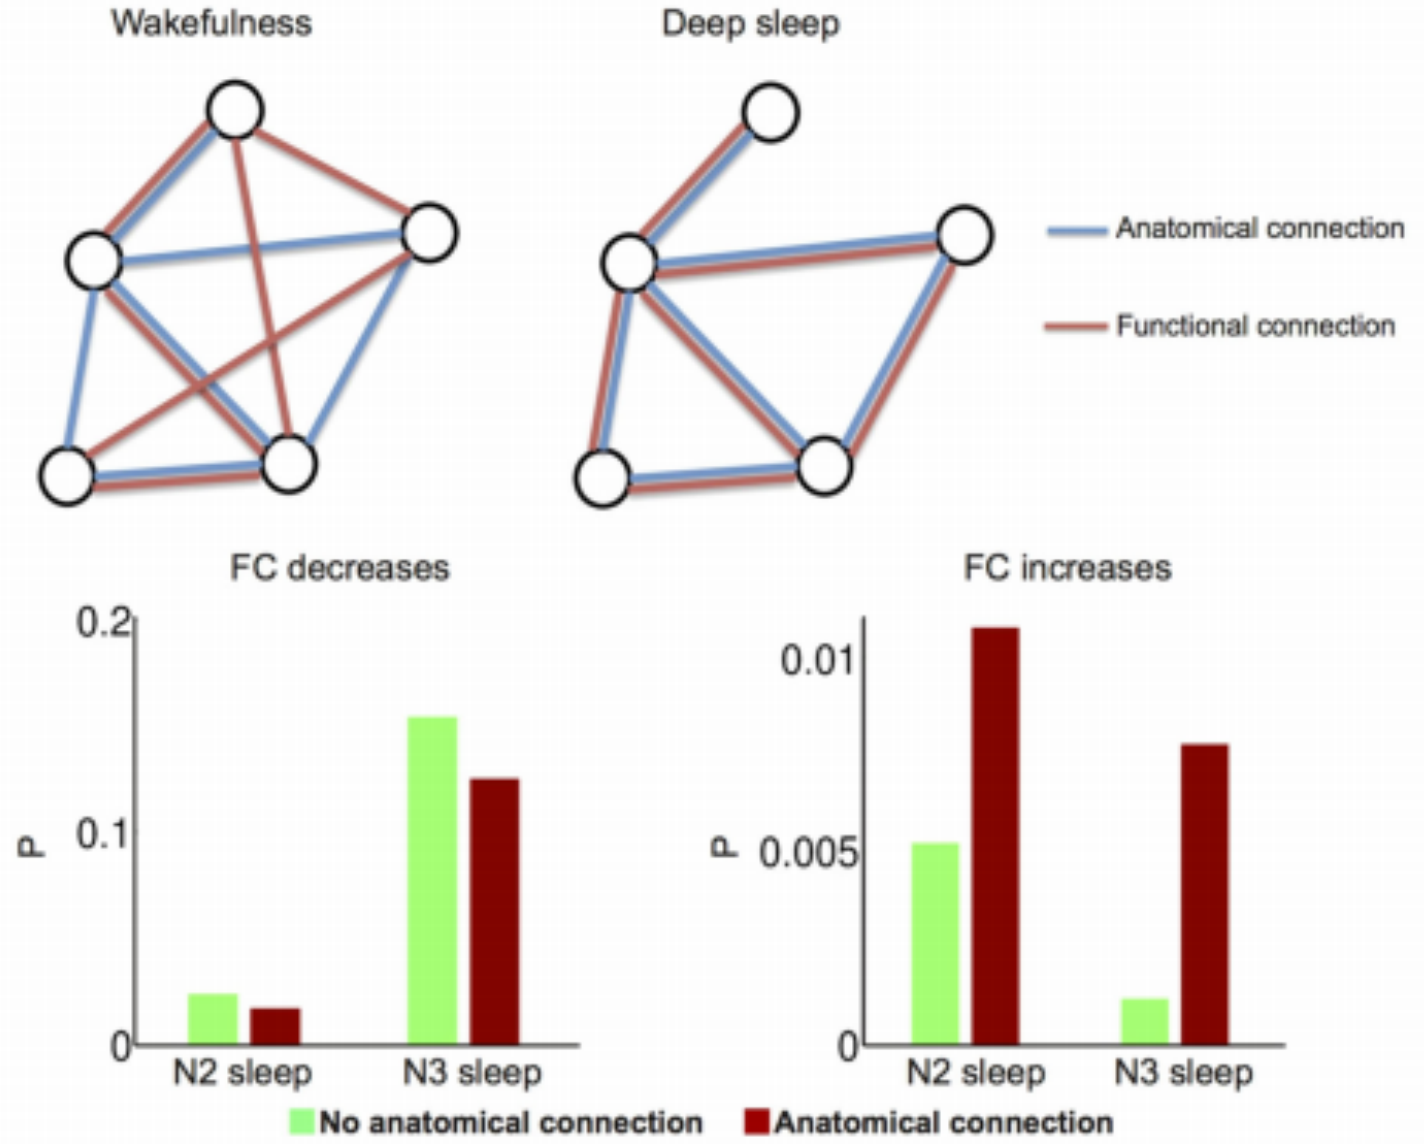 Wakefulness
Deep sleep
Anatomical connection
Functional connection
FC decreases
FC increases
0.2
0.1
0
P
N2 sleep
N3 sleep
0.01
0.005
0
P
N2 sleep
N3 sleep
No anatomical connection
Anatomical connection